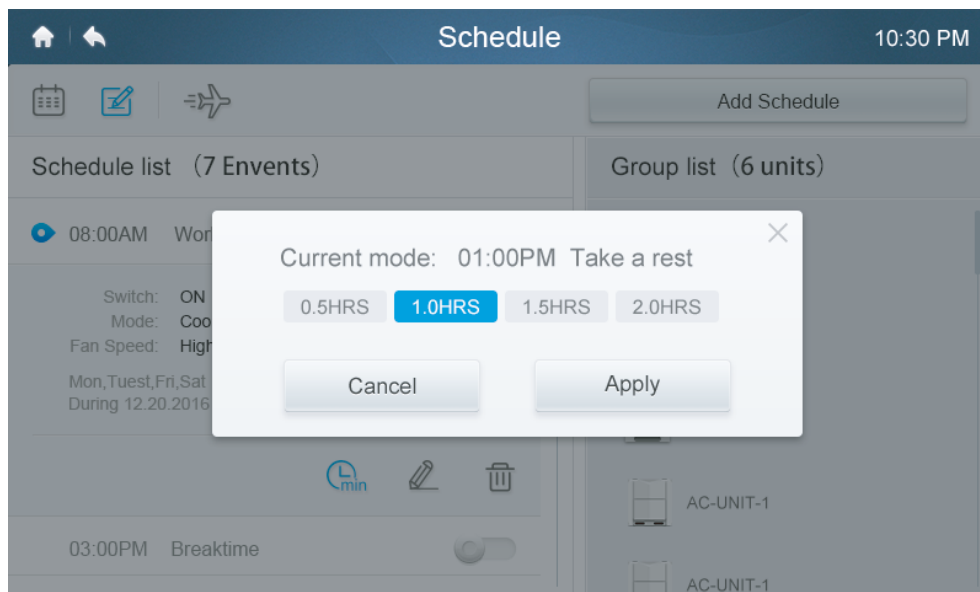 Schedule
10:30 PM
Add Schedule
Schedule list （7 Envents）
Group list（6 units）
08:00AM
Current mode: 01:00PM Take a rest
0.5HRS 1.0HRS 1.5HRS 2.0HRS
Switch: ON
Mode:
Fan Speed: High
Mon,Tuest,Fri,Sat
During 12.20.2016
Cancel Apply
min
AC-UNIT-1
03:00PM Breaktime
AC-UNIT-1